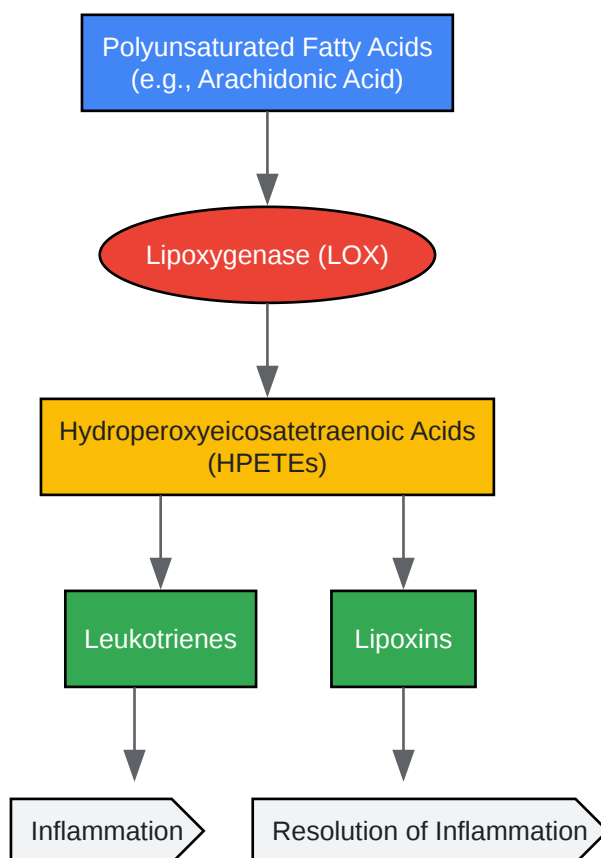 Polyunsaturated Fatty Acids
(e.g., Arachidonic Acid)
Lipoxygenase (LOX)
Hydroperoxyeicosatetraenoic Acids
(HPETEs)
Leukotrienes
Lipoxins
Inflammation
Resolution of Inflammation